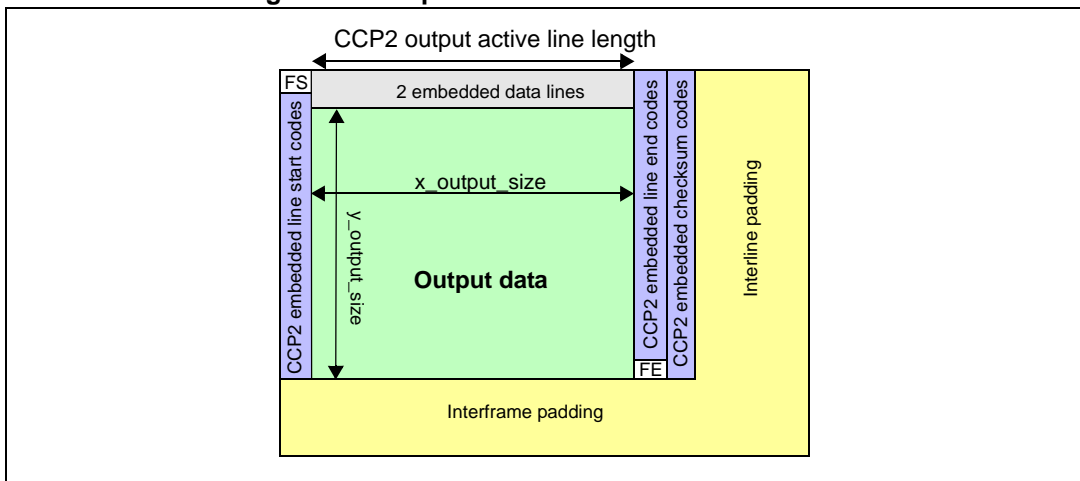 CCP2 output active line length
FS
2 embedded data lines
CCP2 embedded line start codes
x_output_size
y_output_size
Output data
CCP2 embedded line end codes
FE
CCP2 embedded checksum codes
Interline padding
Interframe padding